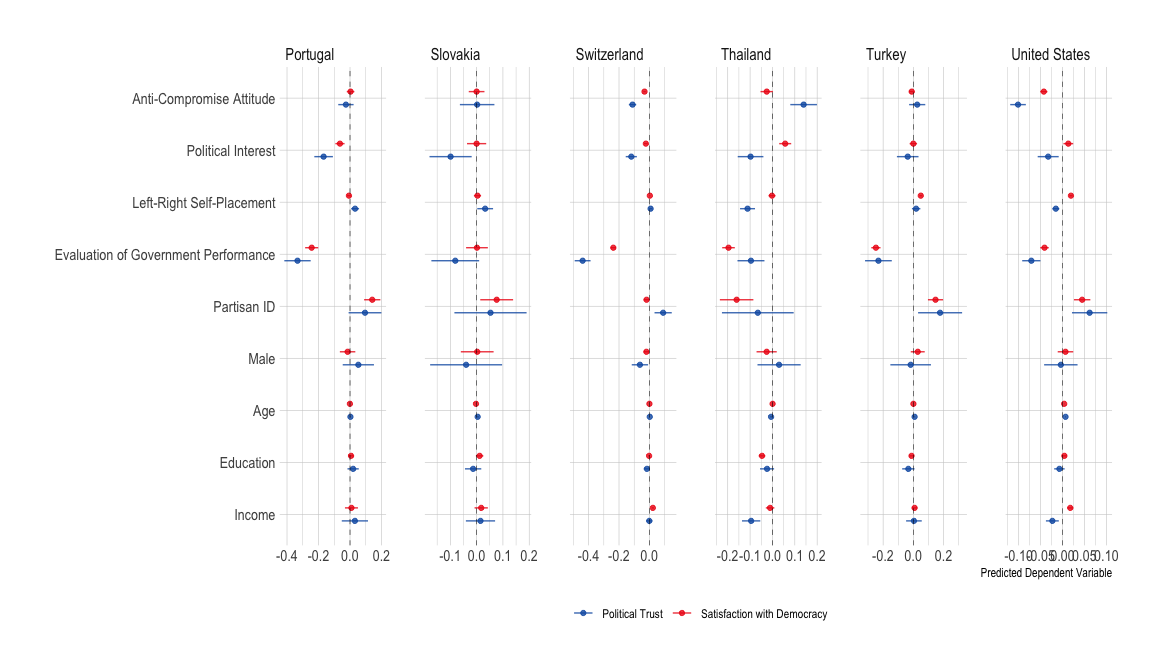 Portugal Slovakia Switzerland Thailand Turkey United States
Anti-Compromise Attitude
Political Interest
Left-Right Self-Placement
Evaluation of Government Performance
Partisan ID
Male
Age
Education
Income
-0.4 -0.2 0.0 0.2 -0.1 0.0 0.1 0.2 -0.4 -0.2 0.0 -0.2 -0.1 0.0 0.1 0.2 -0.2 0.0 0.2 -0.10 -0.05 0.00 0.05 0.10
Predicted Dependent Variable
Political Trust Satisfaction with Democracy